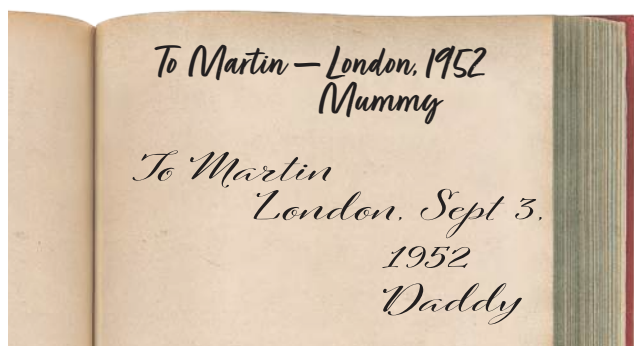 To Martin — London, 1952
Mummy
To Martin
London. Sept 3.
1952
Daddy